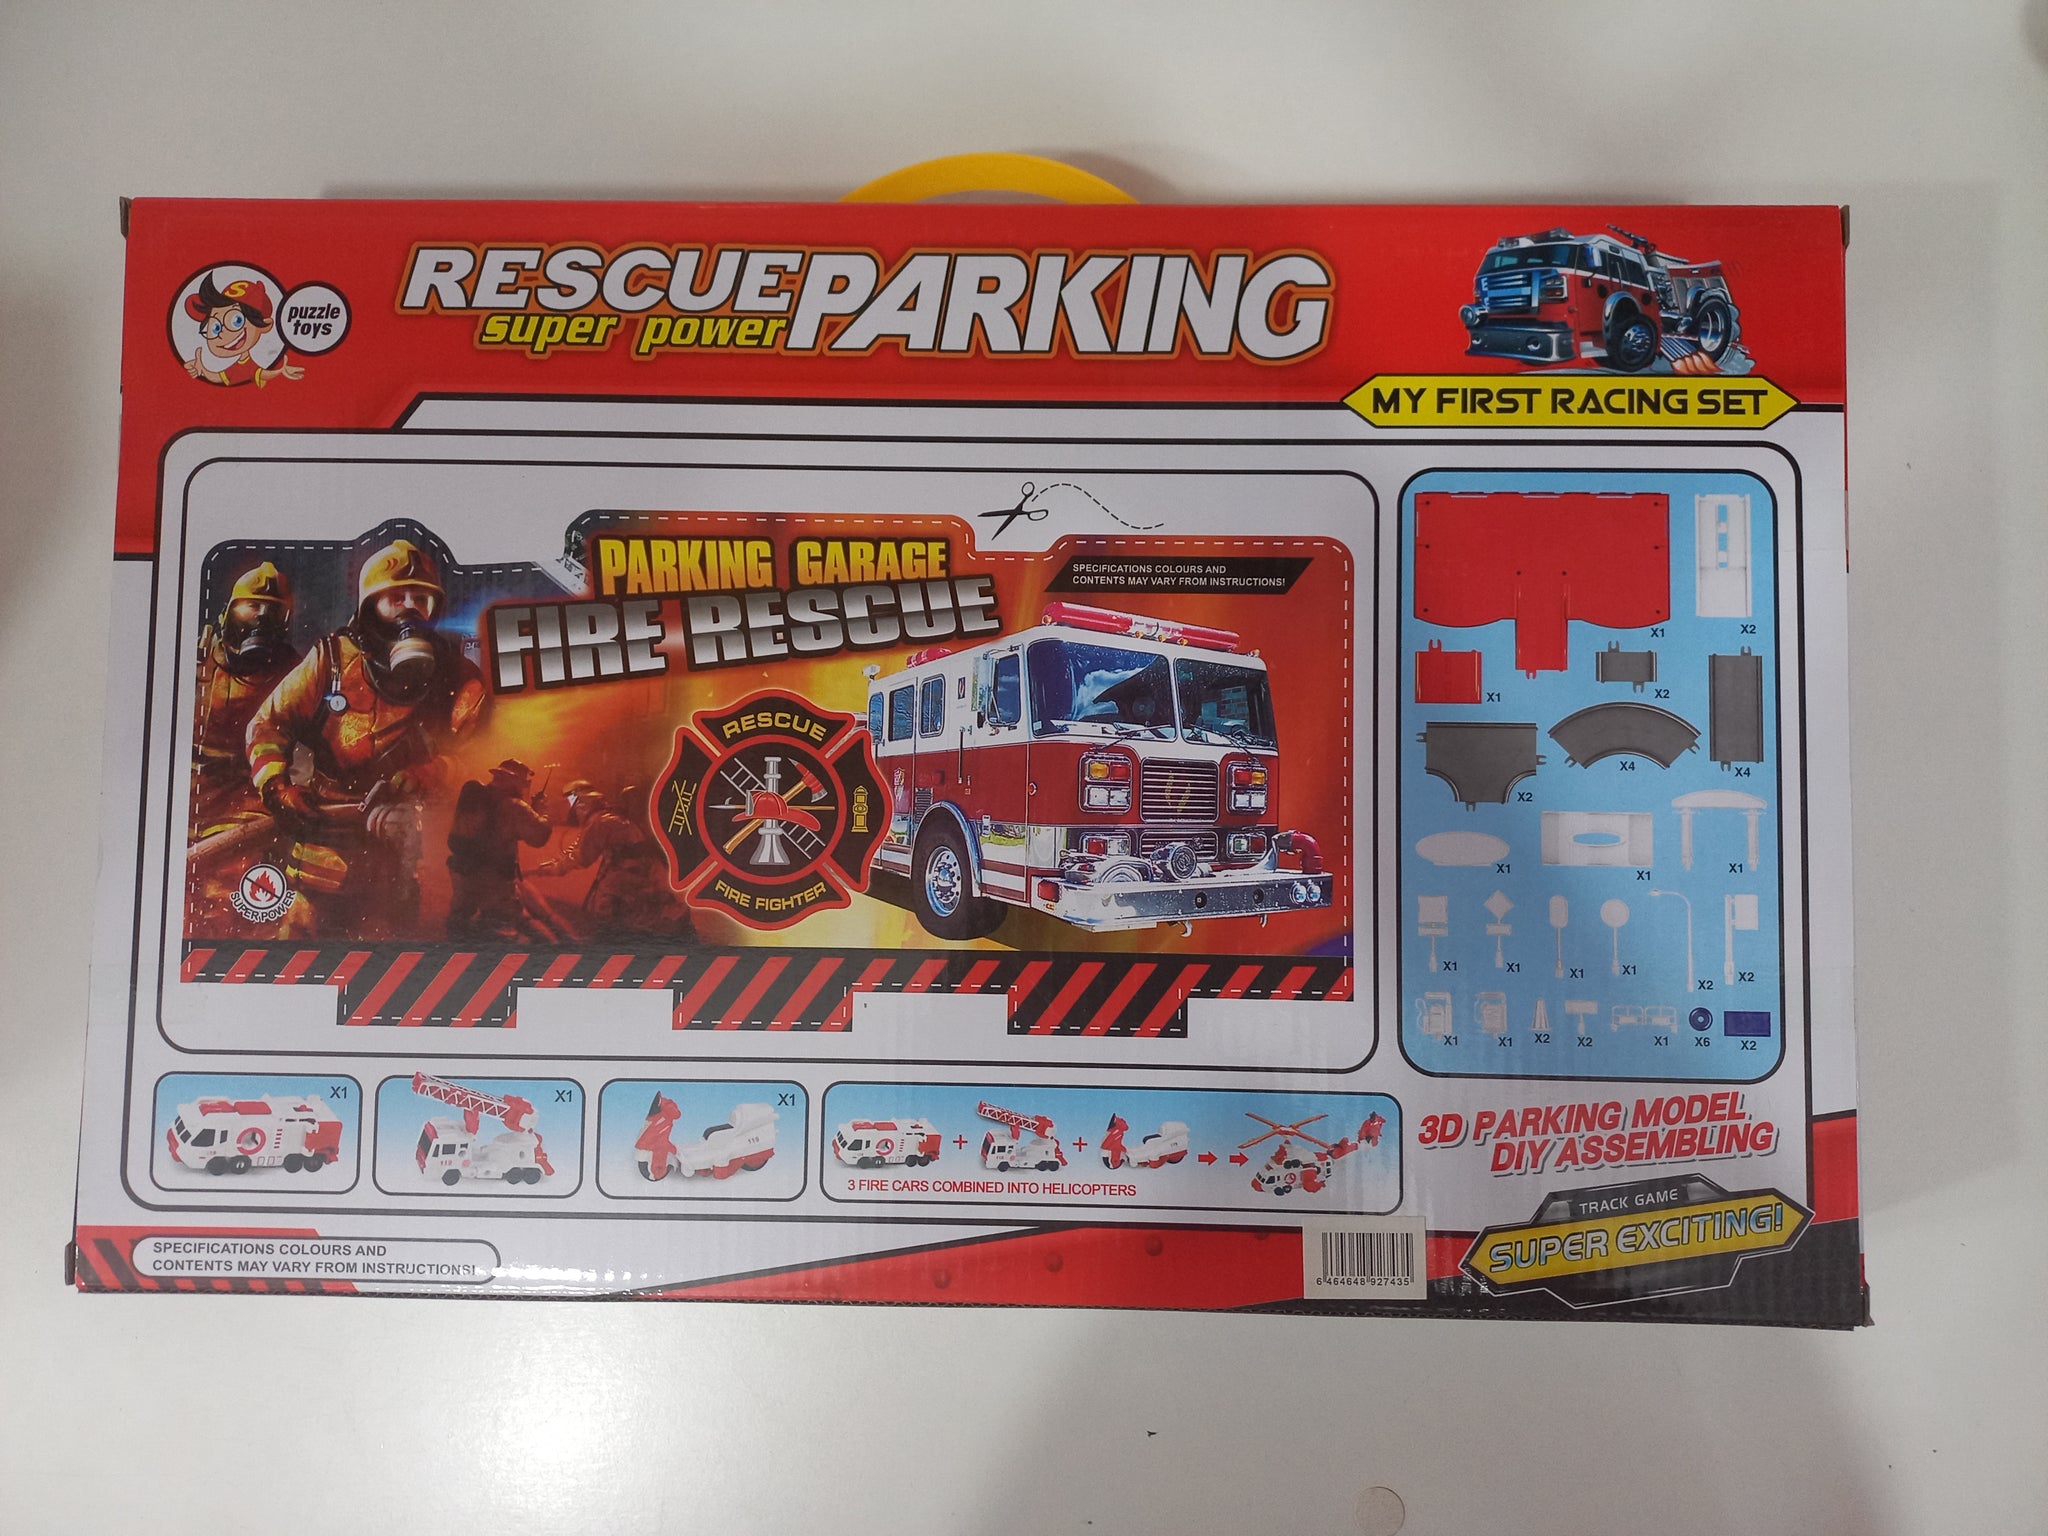 puzzle
toys
S
RESCUE PARKING
super power
MY FIRST RACING SET
PARKING GARAGE
FIRE RESCUE
SPECIFICATIONS COLOURS AND
CONTENTS MAY VARY FROM INSTRUCTIONS!
RESCUE
FIRE FIGHTER
SUPER POWER
X1
X2
X1
X2
X2
X4
X4
X1
X1
X1
X1
X1
X1
X1
X2
X2
X1
X1
X2
X2
X1
X6
X2
X1
X1
119
X1
119
+ +
3 FIRE CARS COMBINED INTO HELICOPTERS
3D PARKING MODEL
DIY ASSEMBLING
TRACK GAME
SUPER EXCITING!
SPECIFICATIONS COLOURS AND
CONTENTS MAY VARY FROM INSTRUCTIONS!
6 464648 927435